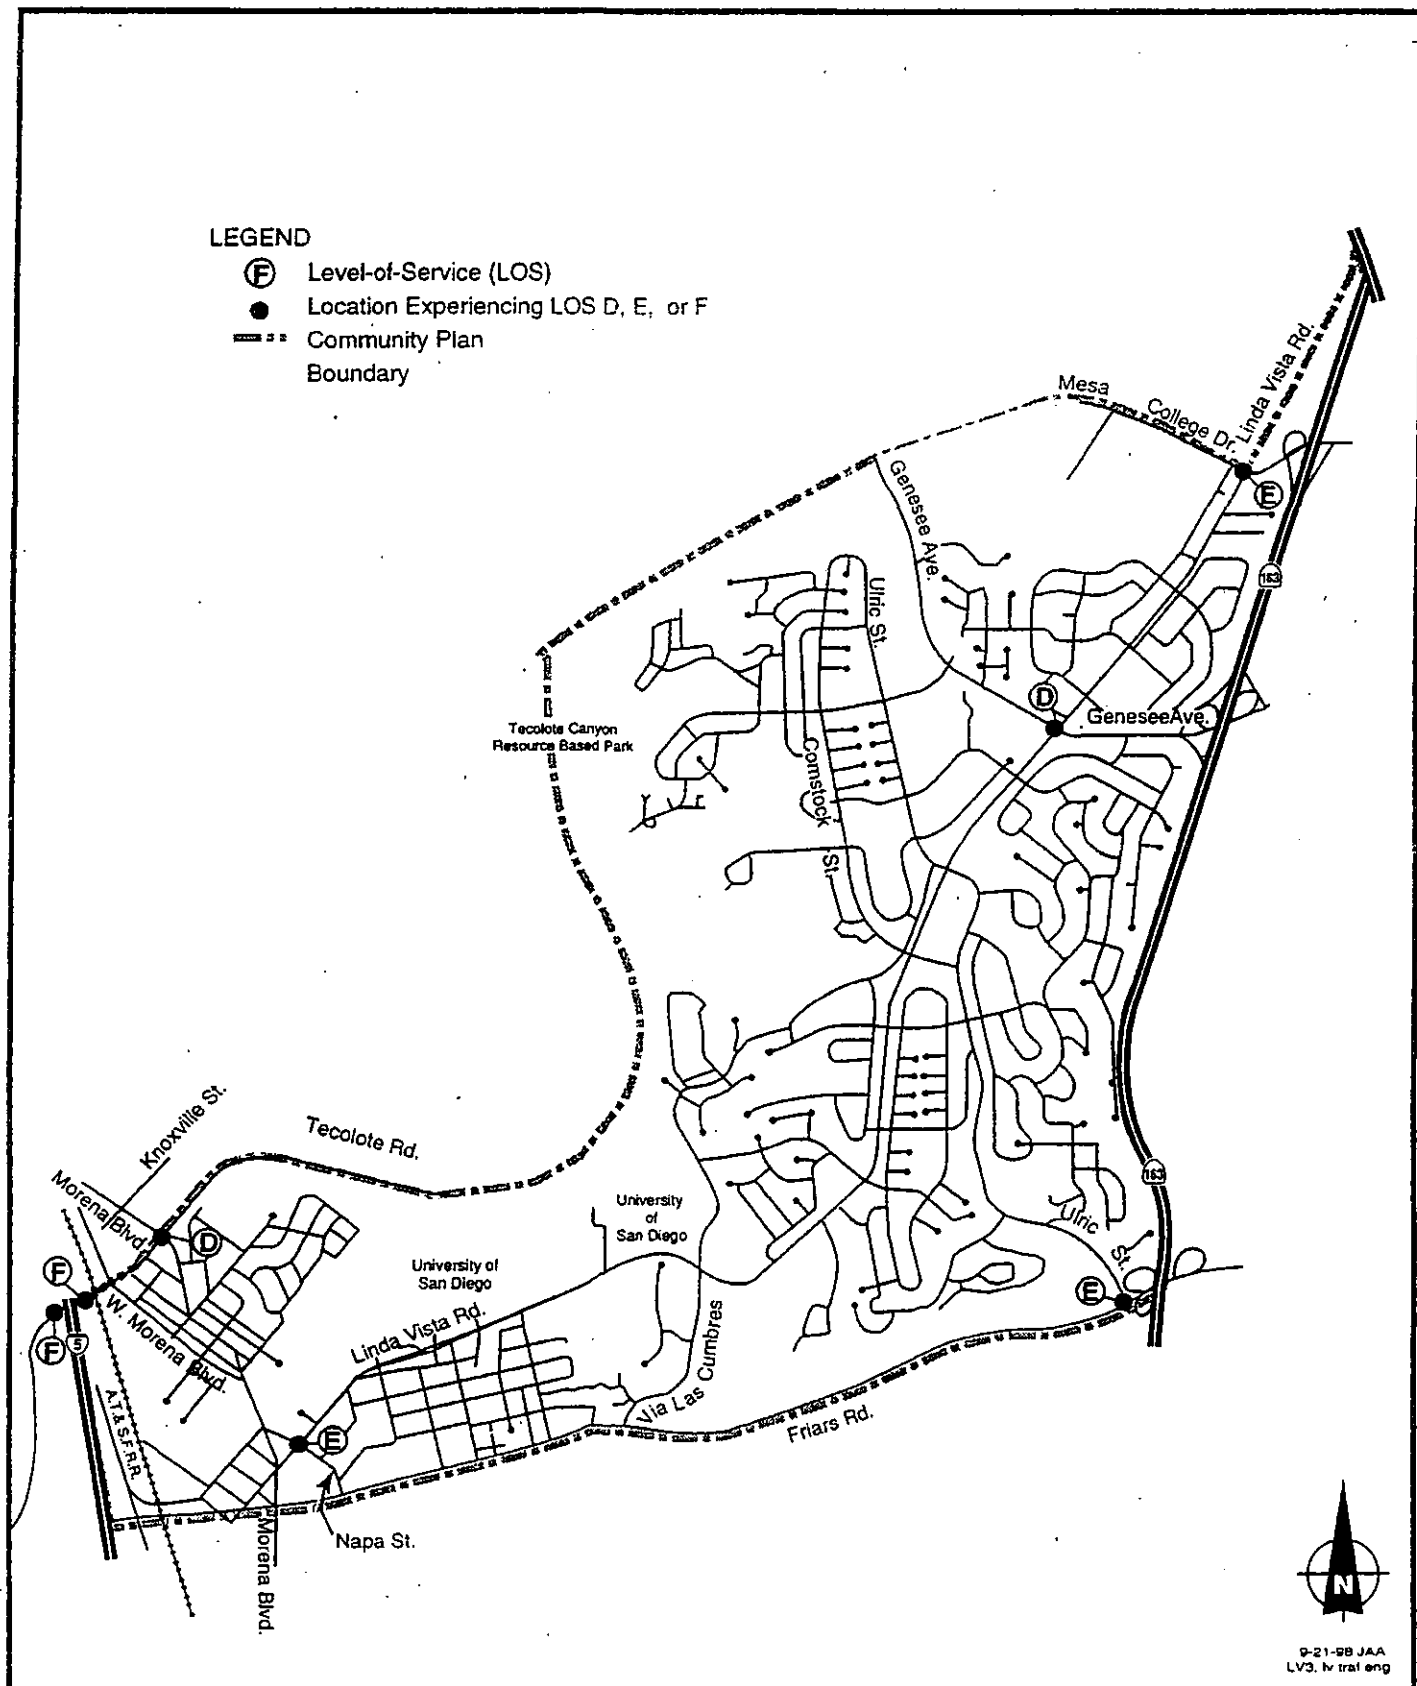 LEGEND
F Level-of-Service (LOS)
Location Experiencing LOS D, E, or F
Community Plan
Boundary
Linda Vista Rd.
Mesa
College Dr.
E
Genesee Ave.
163
Ulric St.
D
GeneseeAve.
Tecolote Canyon
Resource Based Park
Comstock
St.
Knoxville St.
Tecolote Rd.
Morena Blvd.
D
163
University
of
San Diego
Ulric
St.
University of
San Diego
F
E
W. Morena Blvd.
Linda Vista Rd.
F
5
Via Las Cumbres
A.T.& S.F.R.R.
Friars Rd.
E
Napa St.
Morena Blvd.
N
9-21-98 JAA
LV3, lv traf eng